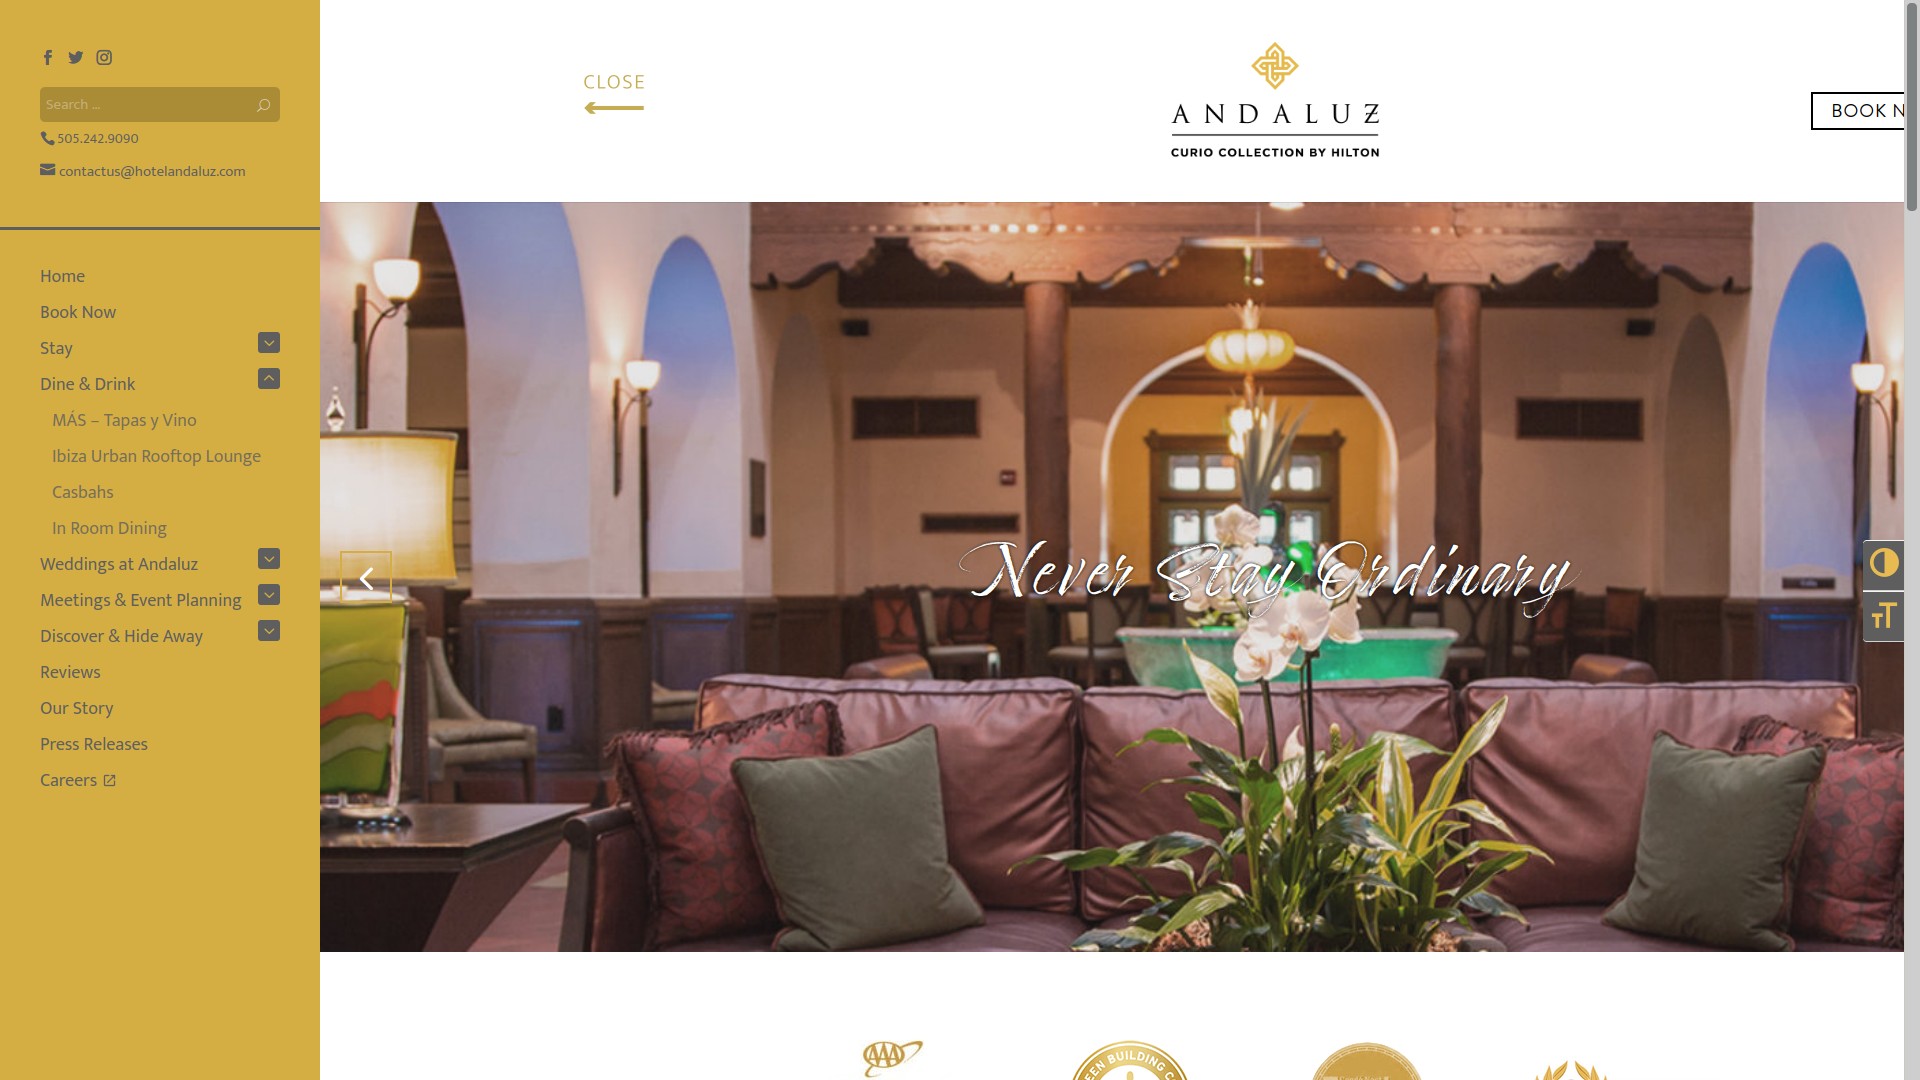 Search ...
505.242.9090
contactus@hotelandaluz.com
Home
Book Now
Stay
Dine & Drink
MÁS – Tapas y Vino
Ibiza Urban Rooftop Lounge
Casbahs
In Room Dining
Weddings at Andaluz
Meetings & Event Planning
Discover & Hide Away
Reviews
Our Story
Press Releases
Careers
CLOSE
ANDALUZ
CURIO COLLECTION BY HILTON
BOOK N
Never Stay Ordinary
AAA
EEN BUILDING C